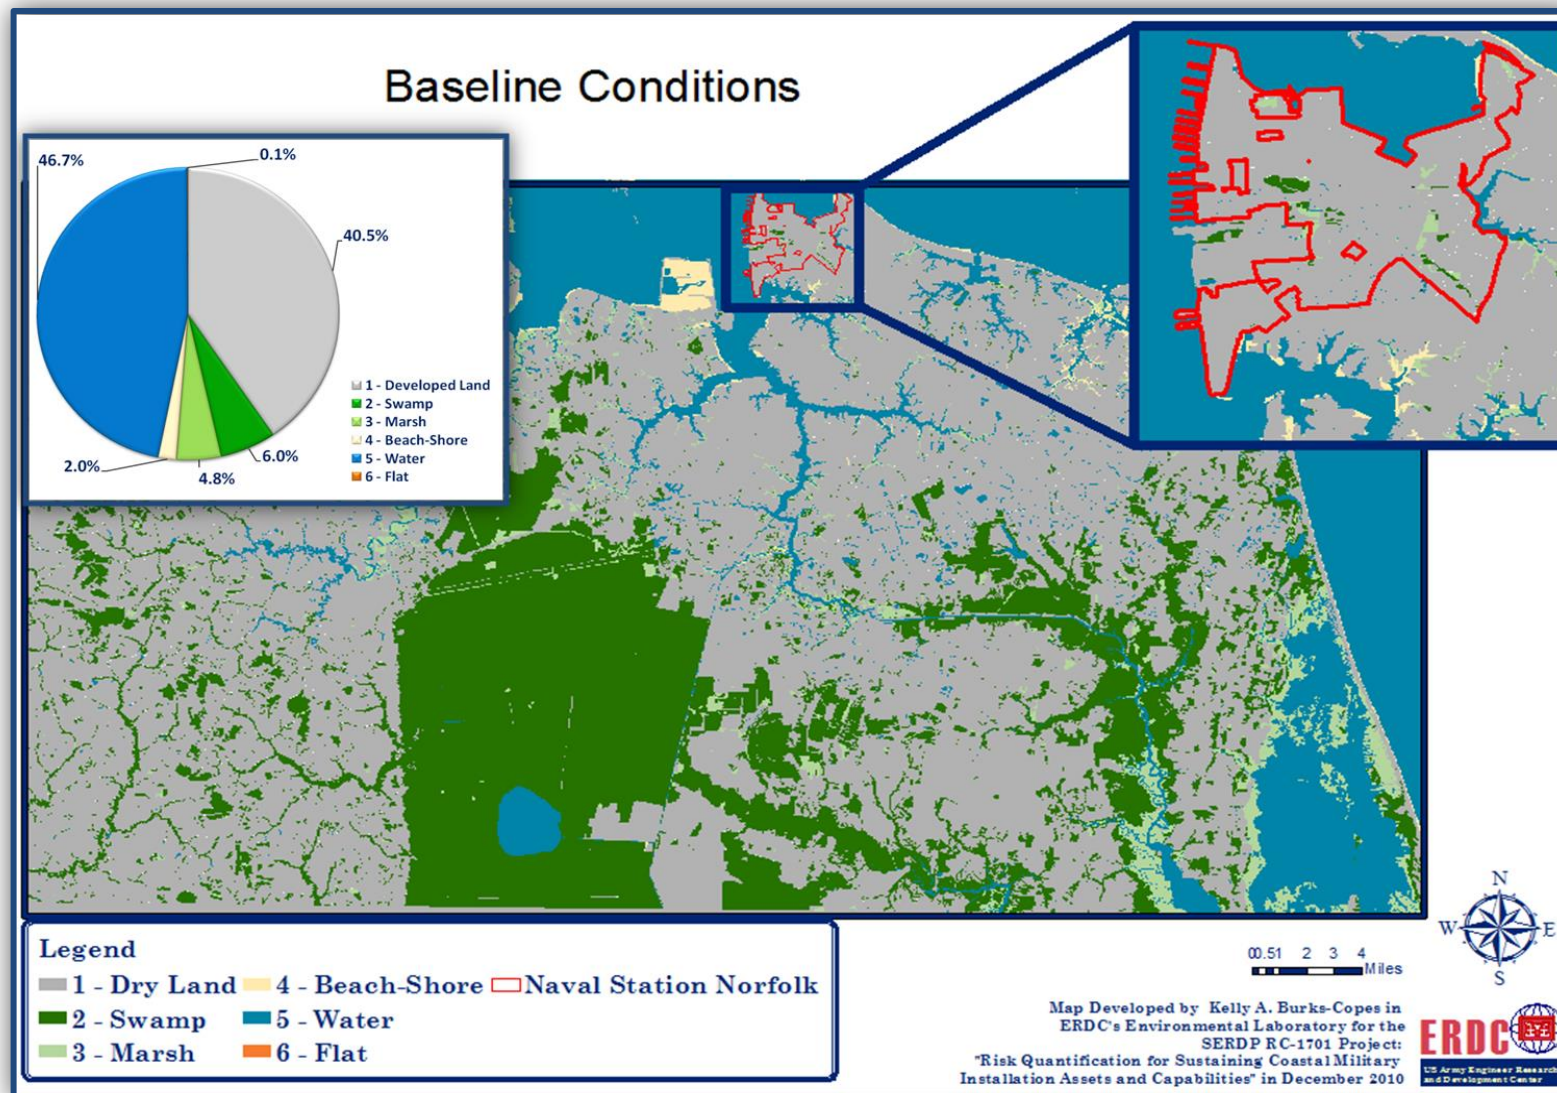 Baseline Conditions
46.7%
0.1%
40.5%
1 - Developed Land
2 - Swamp
3 - Marsh
4 - Beach-Shore
5 - Water
6 - Flat
2.0%
4.8%
6.0%
Legend
1 - Dry Land
4 - Beach-Shore
Naval Station Norfolk
2 - Swamp
5 - Water
3 - Marsh
6 - Flat
00.51 2 3 4
Miles
N
W
E
S
Map Developed by Kelly A. Burks-Copes in
ERDC's Environmental Laboratory for the
SERDP RC-1701 Project:
"Risk Quantification for Sustaining Coastal Military
Installation Assets and Capabilities" in December 2010
ERDC
US Army Engineer Research
and Development Center